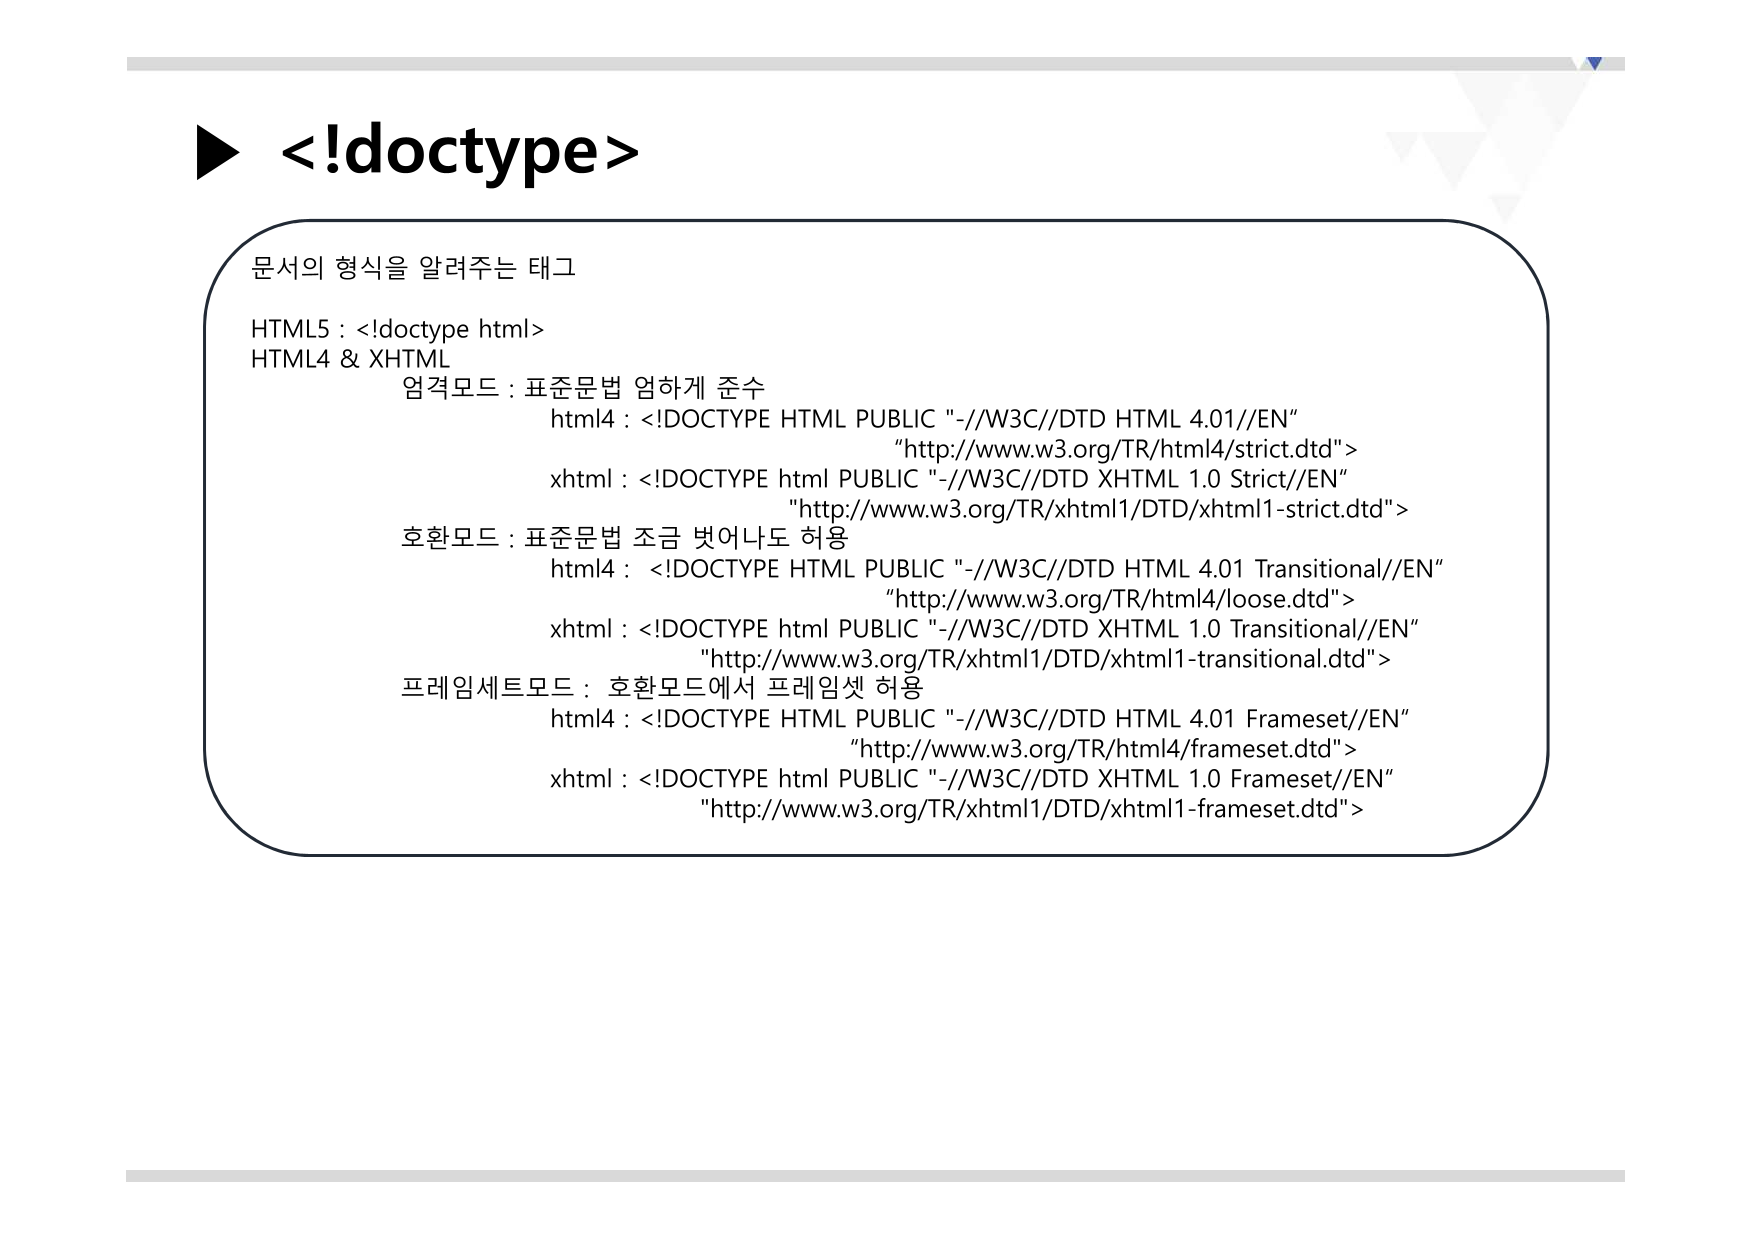 ▶ <!doctype>
문서의 형식을 알려주는 태그
HTML5 : <!doctype html>
HTML4 & XHTML
엄격모드 : 표준문법 엄하게 준수
html4 : <!DOCTYPE HTML PUBLIC "-//W3C//DTD HTML 4.01//EN“
“http://www.w3.org/TR/html4/strict.dtd">
xhtml : <!DOCTYPE html PUBLIC "-//W3C//DTD XHTML 1.0 Strict//EN“
"http://www.w3.org/TR/xhtml1/DTD/xhtml1-strict.dtd">
호환모드 : 표준문법 조금 벗어나도 허용
html4 :  <!DOCTYPE HTML PUBLIC "-//W3C//DTD HTML 4.01 Transitional//EN“
“http://www.w3.org/TR/html4/loose.dtd">
xhtml : <!DOCTYPE html PUBLIC "-//W3C//DTD XHTML 1.0 Transitional//EN“
"http://www.w3.org/TR/xhtml1/DTD/xhtml1-transitional.dtd">
프레임세트모드 :  호환모드에서 프레임셋 허용
html4 : <!DOCTYPE HTML PUBLIC "-//W3C//DTD HTML 4.01 Frameset//EN“
“http://www.w3.org/TR/html4/frameset.dtd">
xhtml : <!DOCTYPE html PUBLIC "-//W3C//DTD XHTML 1.0 Frameset//EN“
"http://www.w3.org/TR/xhtml1/DTD/xhtml1-frameset.dtd">